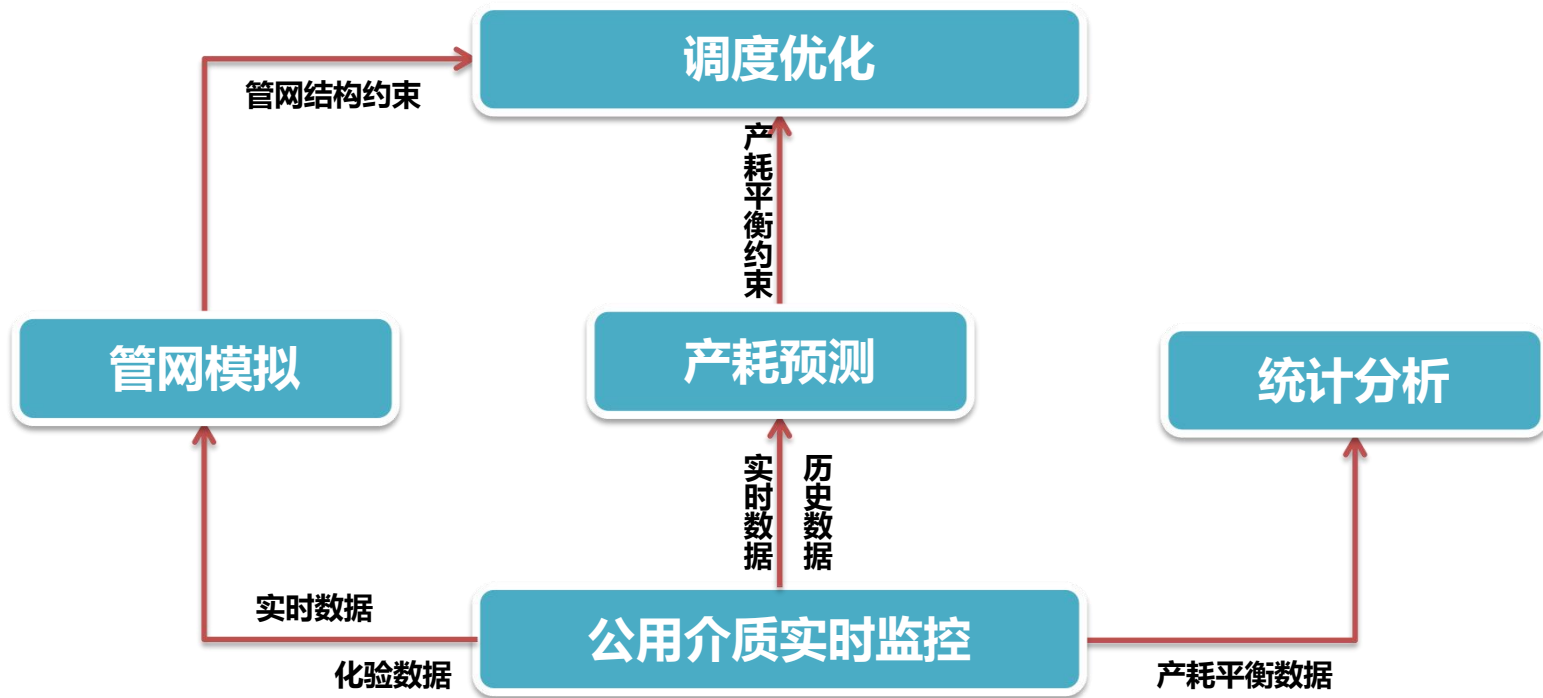 调度优化
管网结构约束
产耗平衡约束
管网模拟
产耗预测
统计分析
实时数据
历史数据
实时数据
公用介质实时监控
化验数据
产耗平衡数据